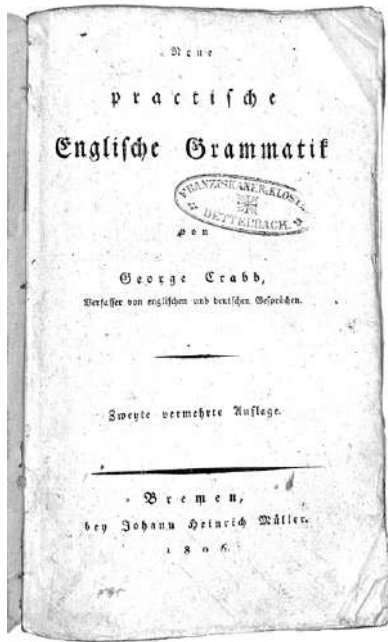 Neue
practische
Englische Grammatik
FRANZISKANER-KLOSTER
DETTELBACH
von
George Crabb,
Verfasser von englischen und deutschen Gesprächen.
Zweyte vermehrte Auflage.
Bremen,
bey Johann Heinrich Müller.
1806.